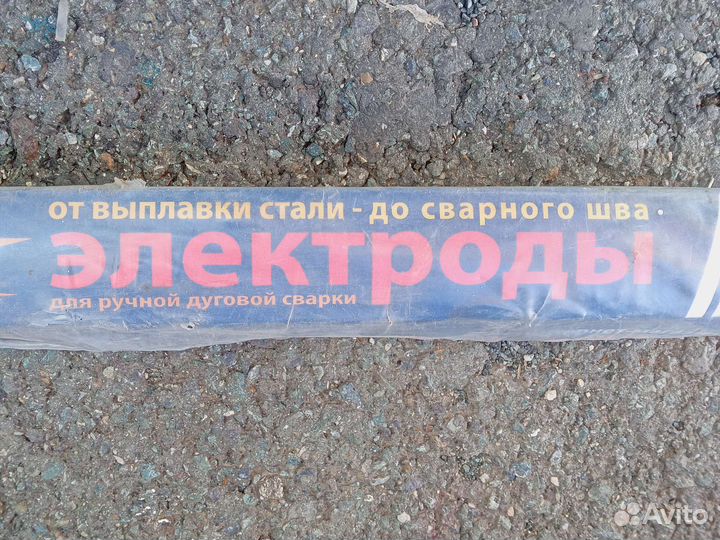 от выплавки стали - до сварного шва.
электроды
для ручной дуговой сварки
Avito